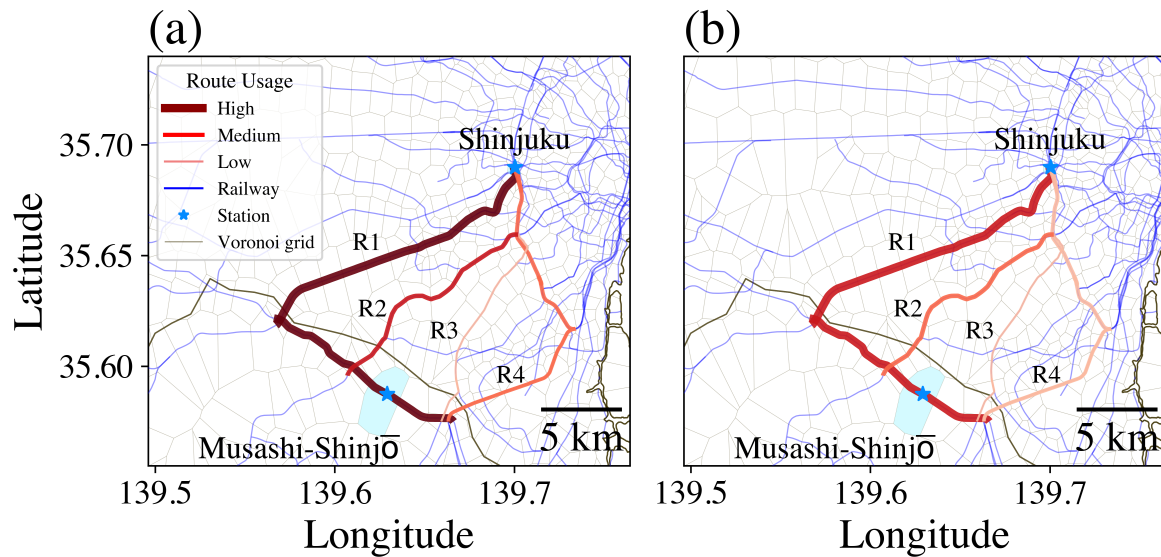 (a)
(b)
Route Usage
High
Medium
Low
Railway
Station
Voronoi grid
Shinjuku
R1
R2
R3
R4
Musashi-Shinjō
5 km
35.70
35.65
35.60
Latitude
139.5
139.6
139.7
Longitude
Shinjuku
R1
R2
R3
R4
Musashi-Shinjō
5 km
139.5
139.6
139.7
Longitude